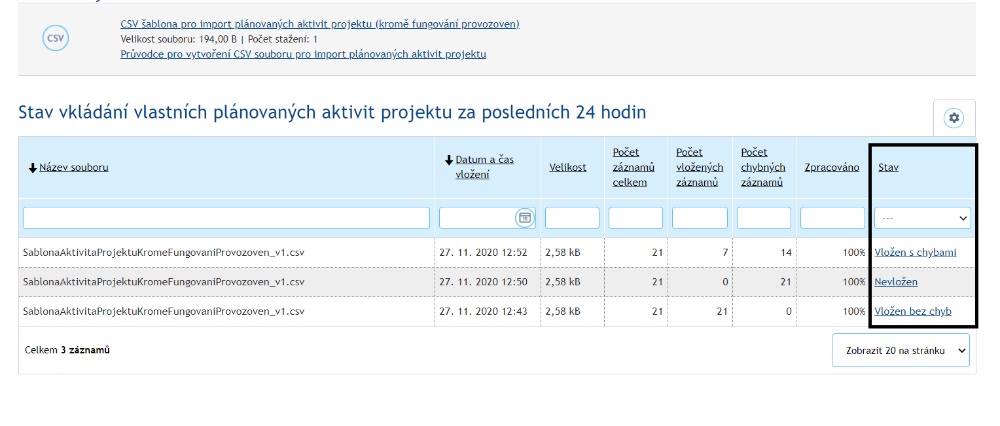 CSV
CSV šablona pro import plánovaných aktivit projektu (kromě fungování provozoven)
Velikost souboru: 194,00 B | Počet stažení: 1
Průvodce pro vytvoření CSV souboru pro import plánovaných aktivit projektu
Stav vkládání vlastních plánovaných aktivit projektu za posledních 24 hodin
Název souboru
Datum a čas
vložení
Velikost
Počet
záznamů
celkem
Počet
vložených
záznamů
Počet
chybných
záznamů
Zpracováno
Stav
---
SablonaAktivitaProjektuKromeFungovaniProvozoven_v1.csv 27. 11. 2020 12:52 2,58 kB 21 7 14 100% Vložen s chybami
SablonaAktivitaProjektuKromeFungovaniProvozoven_v1.csv 27. 11. 2020 12:50 2,58 kB 21 0 21 100% Nevložen
SablonaAktivitaProjektuKromeFungovaniProvozoven_v1.csv 27. 11. 2020 12:43 2,58 kB 21 21 0 100% Vložen bez chyb
Celkem 3 záznamů
Zobrazit 20 na stránku